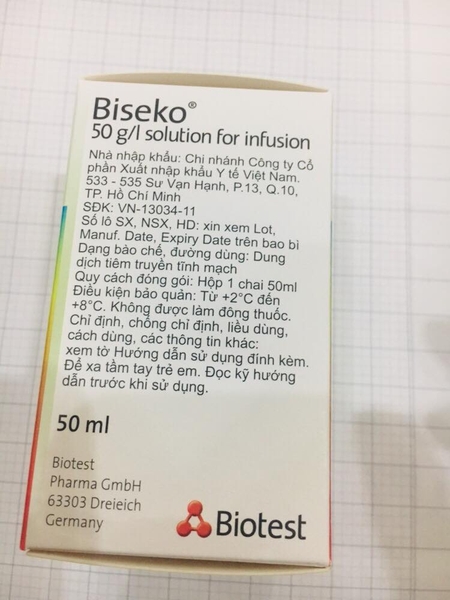 Biseko®
50 g/l solution for infusion
Nhà nhập khẩu: Chi nhánh Công ty Cổ
phần Xuất nhập khẩu Y tế Việt Nam.
533 - 535 Sư Vạn Hạnh, P.13, Q.10,
TP. Hồ Chí Minh
SĐK: VN-13034-11
Số lô SX, NSX, HD: xin xem Lot,
Manuf. Date, Expiry Date trên bao bì
Dạng bào chế, đường dùng: Dung
dịch tiêm truyền tĩnh mạch
Quy cách đóng gói: Hộp 1 chai 50ml
Điều kiện bảo quản: Từ +2°C đến
+8°C. Không được làm đông thuốc.
Chỉ định, chống chỉ định, liều dùng,
cách dùng, các thông tin khác:
xem tờ Hướng dẫn sử dụng đính kèm.
Để xa tầm tay trẻ em. Đọc kỹ hướng
dẫn trước khi sử dụng.
50 ml
Biotest
Pharma GmbH
63303 Dreieich
Germany
Biotest